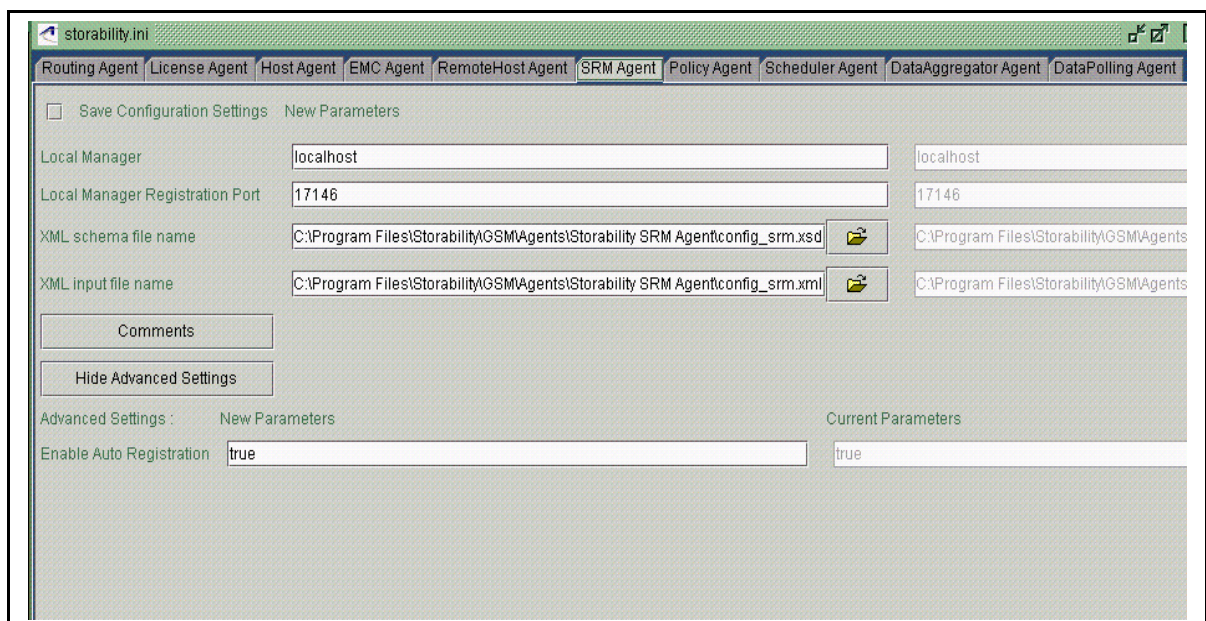 storability.ini
Routing Agent License Agent Host Agent EMC Agent RemoteHost Agent SRM Agent Policy Agent Scheduler Agent DataAggregator Agent DataPolling Agent
Save Configuration Settings New Parameters
Local Manager localhost localhost
Local Manager Registration Port 17146 17146
XML schema file name C:\Program Files\Storability\GSM\Agents\Storability SRM Agent\config_srm.xsd C:\Program Files\Storability\GSM\Agents
XML input file name C:\Program Files\Storability\GSM\Agents\Storability SRM Agent\config_srm.xml C:\Program Files\Storability\GSM\Agents
Comments
Hide Advanced Settings
Advanced Settings : New Parameters Current Parameters
Enable Auto Registration true true